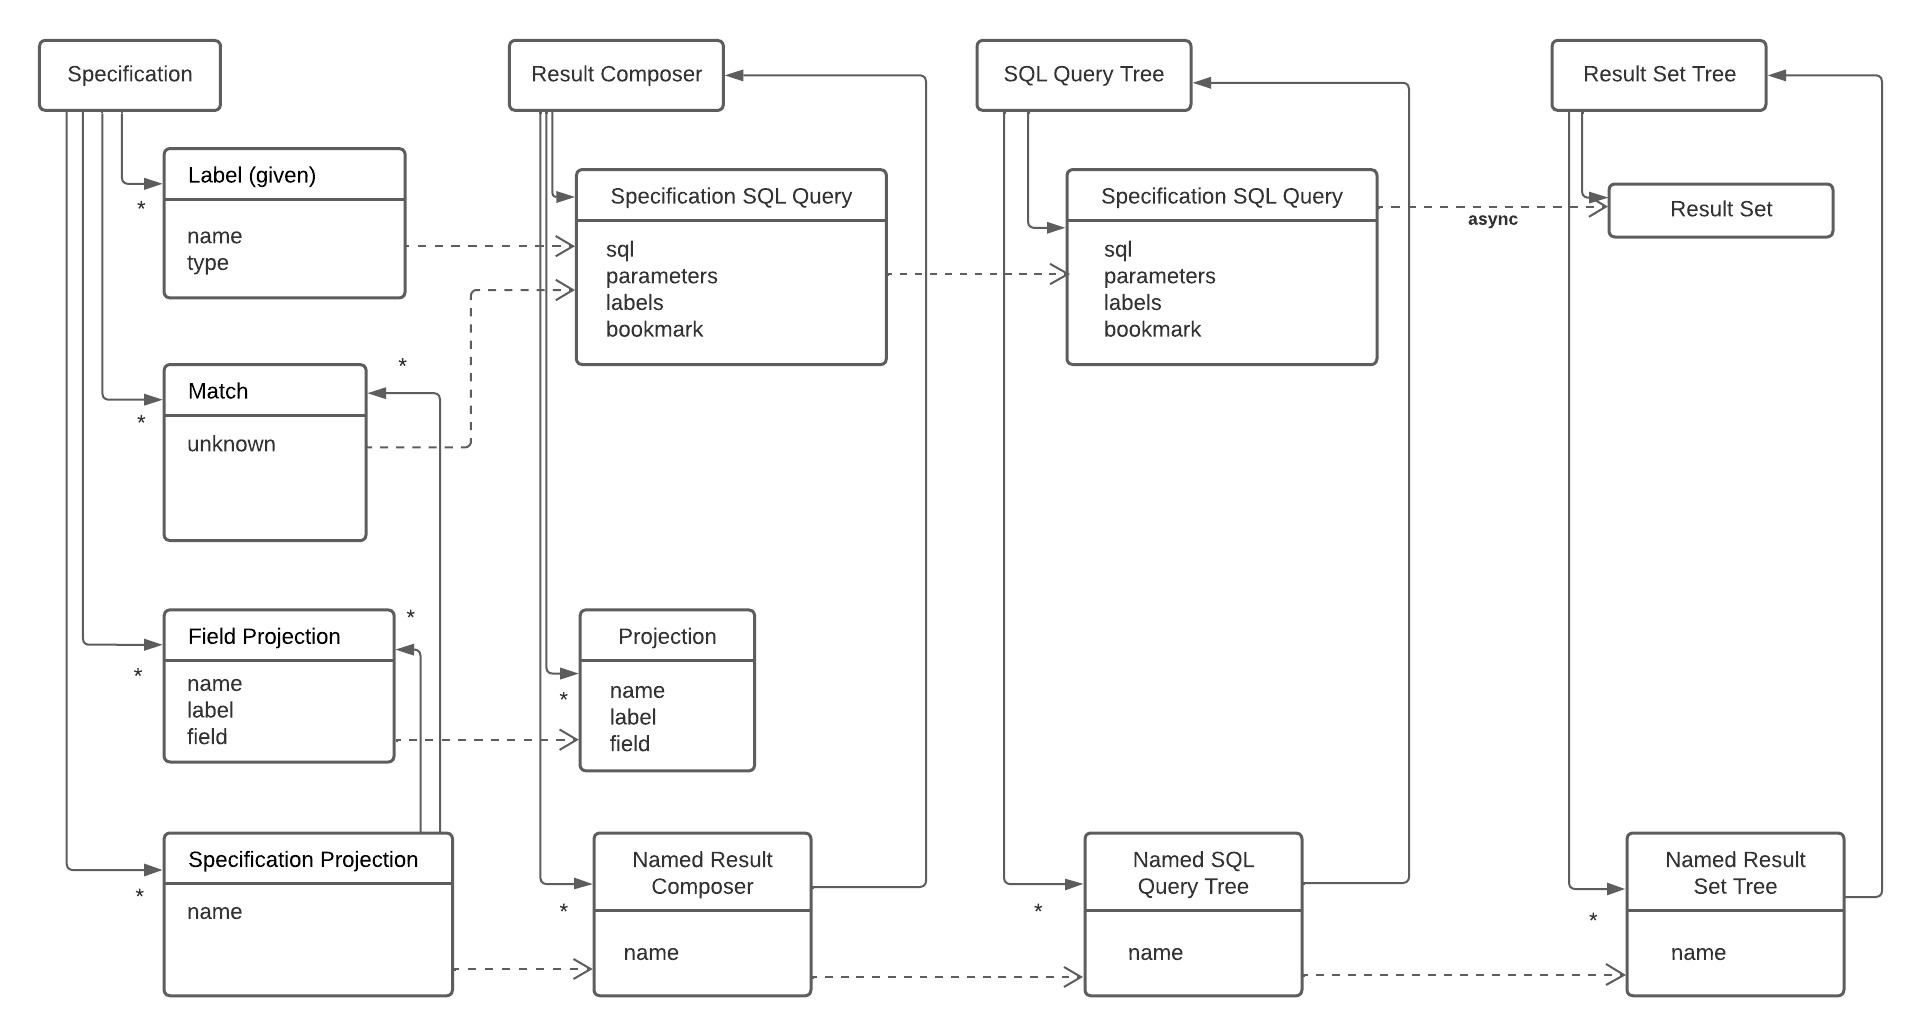 Specification
Result Composer
SQL Query Tree
Result Set Tree
Label (given)
*
name
type
Specification SQL Query
sql
parameters
labels
bookmark
Specification SQL Query
sql
parameters
labels
bookmark
async
Result Set
*
Match
*
unknown
*
Field Projection
*
name
label
field
Projection
*
name
label
field
Specification Projection
*
name
Named Result
Composer
*
name
Named SQL
Query Tree
*
name
Named Result
Set Tree
*
name